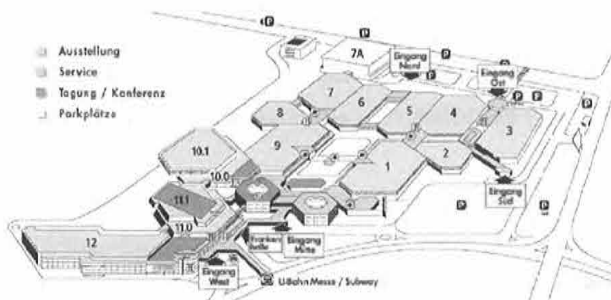 Ausstellung
Service
Tagung / Konferenz
Parkplätze
P
P
P
7A
Eingang
Nord
P
Eingang
Ost
P
P
P
P
7
6
5
4
3
8
9
1
2
10.1
10.0
11.1
11.0
12
Eingang
Süd
P
P
Franken-
halle
Eingang
Mitte
Eingang
West
U-Bahn Messe / Subway